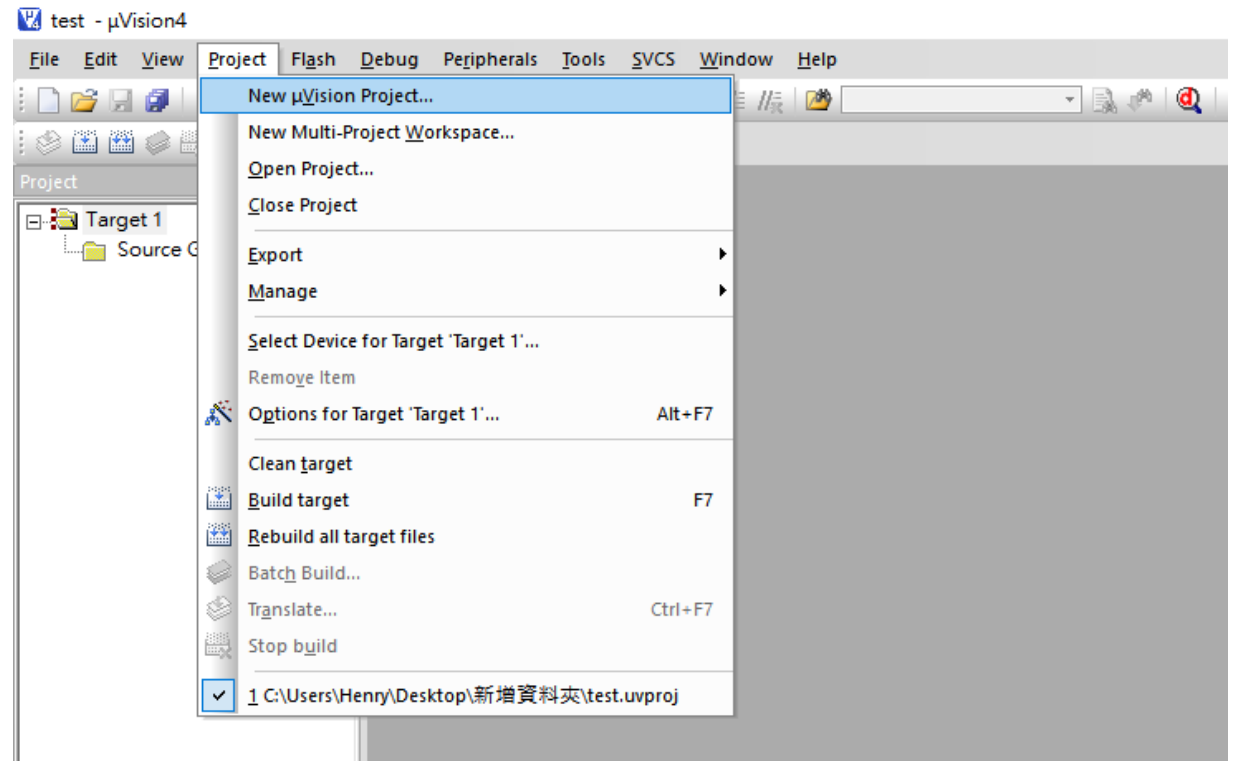 test - µVision4
File Edit View Project Flash Debug Peripherals Tools SVCS Window Help
New µVision Project...
New Multi-Project Workspace...
Project
Open Project...
Close Project
Target 1
Source G
Export
Manage
Select Device for Target 'Target 1'...
Remove Item
Options for Target 'Target 1'... Alt+F7
Clean target
Build target F7
Rebuild all target files
Batch Build...
Translate... Ctrl+F7
Stop build
1 C:\Users\Henry\Desktop\新增資料夾\test.uvproj